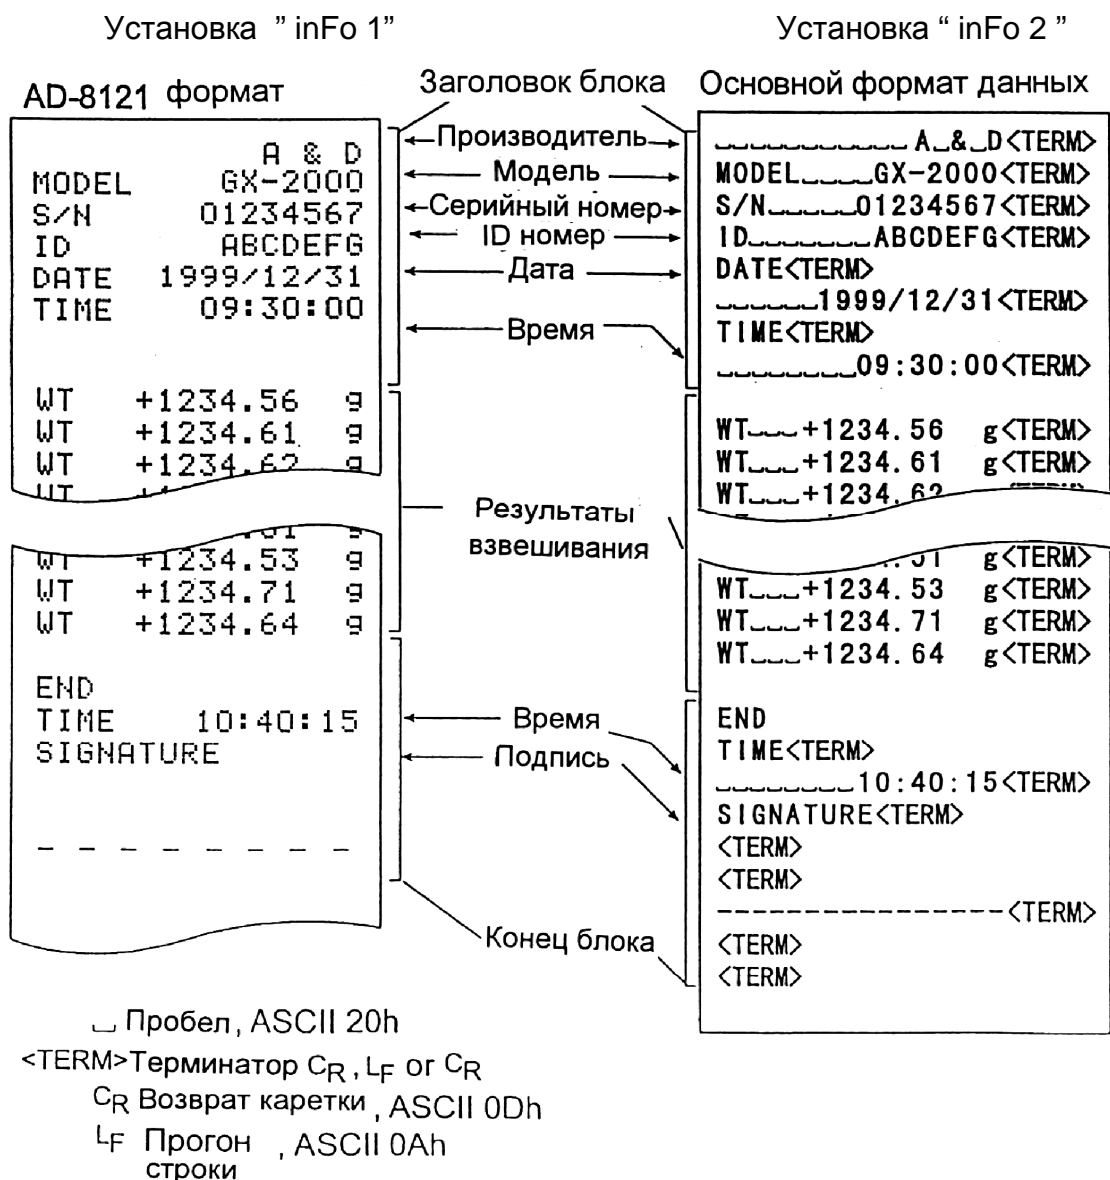 Установка ” inFo 1”
Установка “ inFo 2 ”
AD-8121 формат
A & D
MODEL GX-2000
S/N 01234567
ID ABCDEFG
DATE 1999/12/31
TIME 09:30:00
WT +1234.56 g
WT +1234.61 g
WT +1234.62 g
WT +1234.53 g
WT +1234.71 g
WT +1234.64 g
END
TIME 10:40:15
SIGNATURE
_ _ _ _ _ _ _ _
Заголовок блока
Производитель
Модель
Серийный номер
ID номер
Дата
Время
Результаты
взвешивания
Время
Подпись
Конец блока
Основной формат данных
␣␣␣␣␣␣␣␣␣␣␣A␣&␣D<TERM>
MODEL␣␣␣␣GX-2000<TERM>
S/N␣␣␣␣␣01234567<TERM>
ID␣␣␣␣␣␣␣ABCDEFG<TERM>
DATE<TERM>
␣␣␣␣␣␣1999/12/31<TERM>
TIME<TERM>
␣␣␣␣␣␣␣␣09:30:00<TERM>
WT␣␣␣+1234.56 g<TERM>
WT␣␣␣+1234.61 g<TERM>
WT␣␣␣+1234.62
g<TERM>
WT␣␣␣+1234.53 g<TERM>
WT␣␣␣+1234.71 g<TERM>
WT␣␣␣+1234.64 g<TERM>
END
TIME<TERM>
␣␣␣␣␣␣␣␣10:40:15<TERM>
SIGNATURE<TERM>
<TERM>
<TERM>
----------------<TERM>
<TERM>
<TERM>
␣ Пробел, ASCII 20h
<TERM>Терминатор CR, LF or CR
CR Возврат каретки, ASCII 0Dh
LF Прогон , ASCII 0Ah
строки